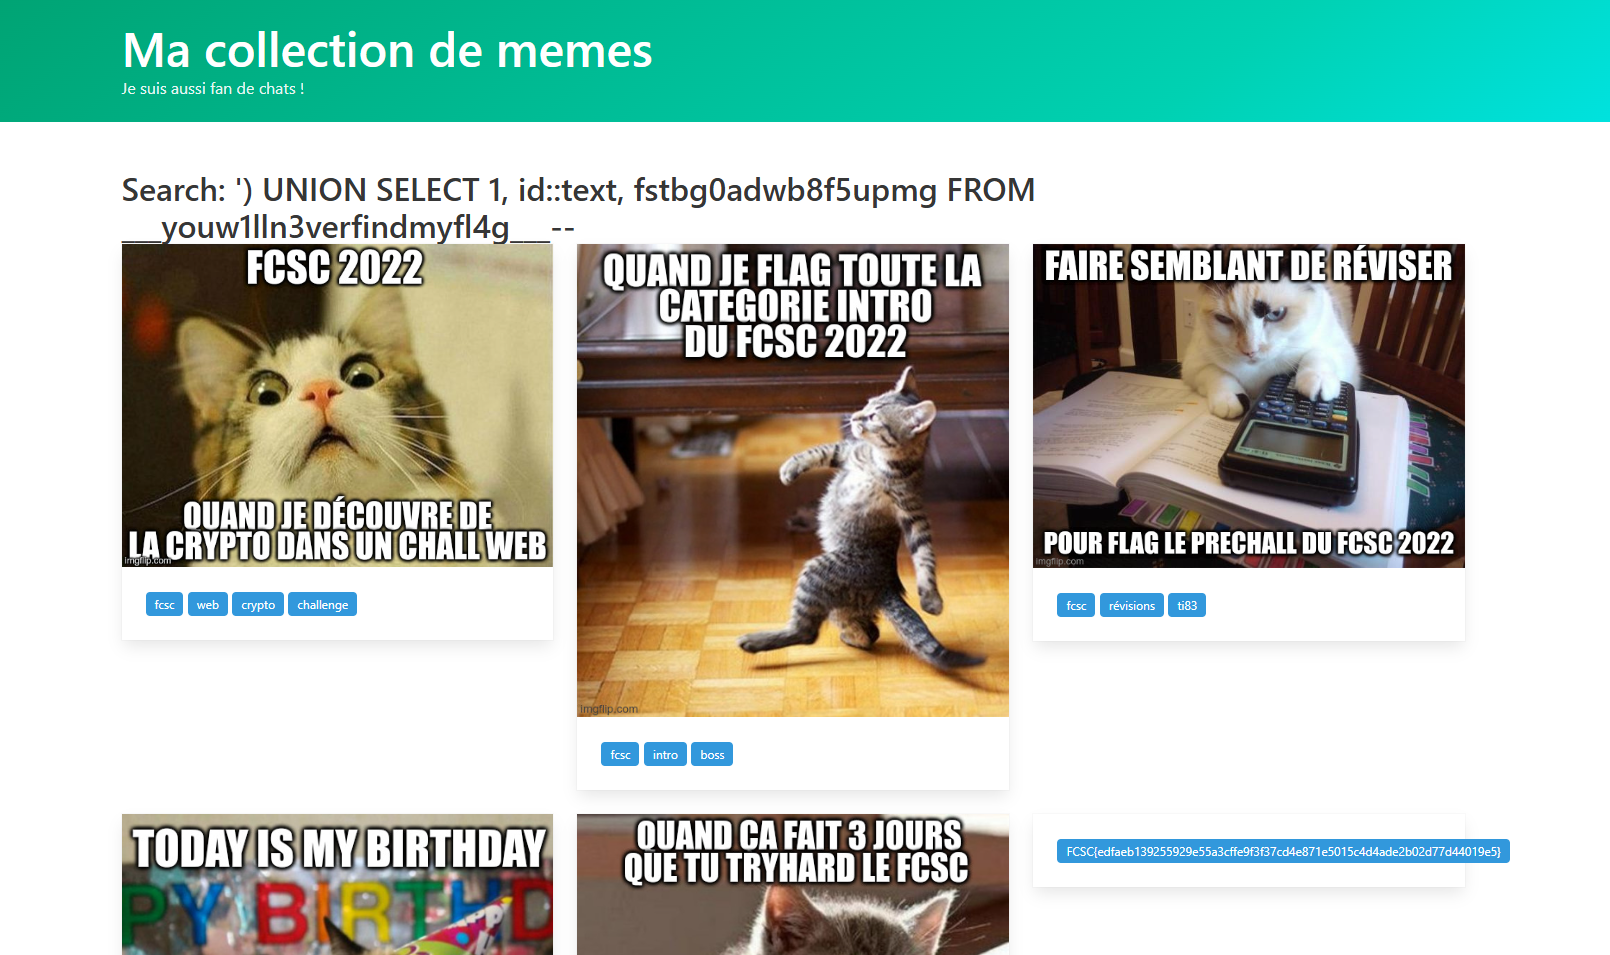 Ma collection de memes
Je suis aussi fan de chats !
Search: ') UNION SELECT 1, id::text, fstbg0adwb8f5upmg FROM
___youw1lln3verfindmyfl4g___--
FCSC 2022
QUAND JE DÉCOUVRE DE
LA CRYPTO DANS UN CHALL WEB
imgflip.com
fcsc web crypto challenge
QUAND JE FLAG TOUTE LA
CATEGORIE INTRO
DU FCSC 2022
imgflip.com
fcsc intro boss
FAIRE SEMBLANT DE RÉVISER
POUR FLAG LE PRECHALL DU FCSC 2022
imgflip.com
fcsc révisions ti83
TODAY IS MY BIRTHDAY
PY BIRTHD
QUAND CA FAIT 3 JOURS
QUE TU TRYHARD LE FCSC
FCSC{edfaeb139255929e55a3cffe9f3f37cd4e871e5015c4d4ade2b02d77d44019e5}